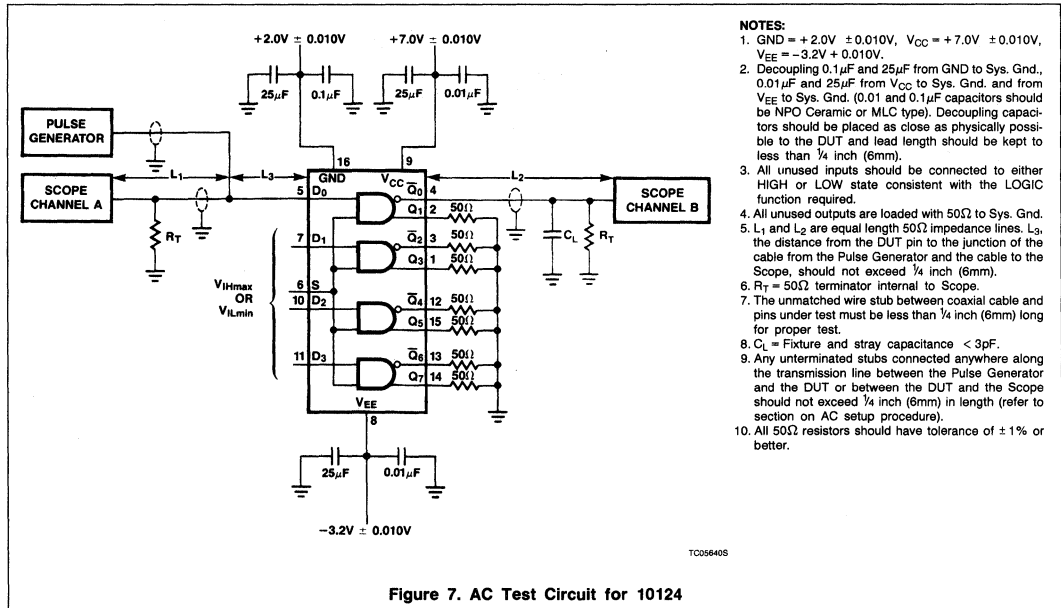 +2.0V ± 0.010V
+7.0V ± 0.010V
25μF
0.1μF
25μF
0.01μF
PULSE
GENERATOR
SCOPE
CHANNEL A
L1
L3
RT
16
GND
9
VCC
5 D0
Q̅0 4
Q1 2 50Ω
7 D1
Q̅2 3 50Ω
Q3 1 50Ω
VIHmax
OR
VILmin
6 S
10 D2
Q̅4 12 50Ω
Q5 15 50Ω
11 D3
Q̅6 13 50Ω
Q7 14 50Ω
VEE
8
L2
SCOPE
CHANNEL B
CL
RT
25μF
0.01μF
−3.2V ± 0.010V
TC05640S
NOTES:
1. GND = +2.0V ±0.010V, VCC = +7.0V ±0.010V,
VEE = −3.2V + 0.010V.
2. Decoupling 0.1μF and 25μF from GND to Sys. Gnd.,
0.01μF and 25μF from VCC to Sys. Gnd. and from
VEE to Sys. Gnd. (0.01 and 0.1μF capacitors should
be NPO Ceramic or MLC type). Decoupling capaci-
tors should be placed as close as physically possi-
ble to the DUT and lead length should be kept to
less than 1/4 inch (6mm).
3. All unused inputs should be connected to either
HIGH or LOW state consistent with the LOGIC
function required.
4. All unused outputs are loaded with 50Ω to Sys. Gnd.
5. L1 and L2 are equal length 50Ω impedance lines. L3,
the distance from the DUT pin to the junction of the
cable from the Pulse Generator and the cable to the
Scope, should not exceed 1/4 inch (6mm).
6. RT = 50Ω terminator internal to Scope.
7. The unmatched wire stub between coaxial cable and
pins under test must be less than 1/4 inch (6mm) long
for proper test.
8. CL = Fixture and stray capacitance < 3pF.
9. Any unterminated stubs connected anywhere along
the transmission line between the Pulse Generator
and the DUT or between the DUT and the Scope
should not exceed 1/4 inch (6mm) in length (refer to
section on AC setup procedure).
10. All 50Ω resistors should have tolerance of ±1% or
better.
Figure 7. AC Test Circuit for 10124